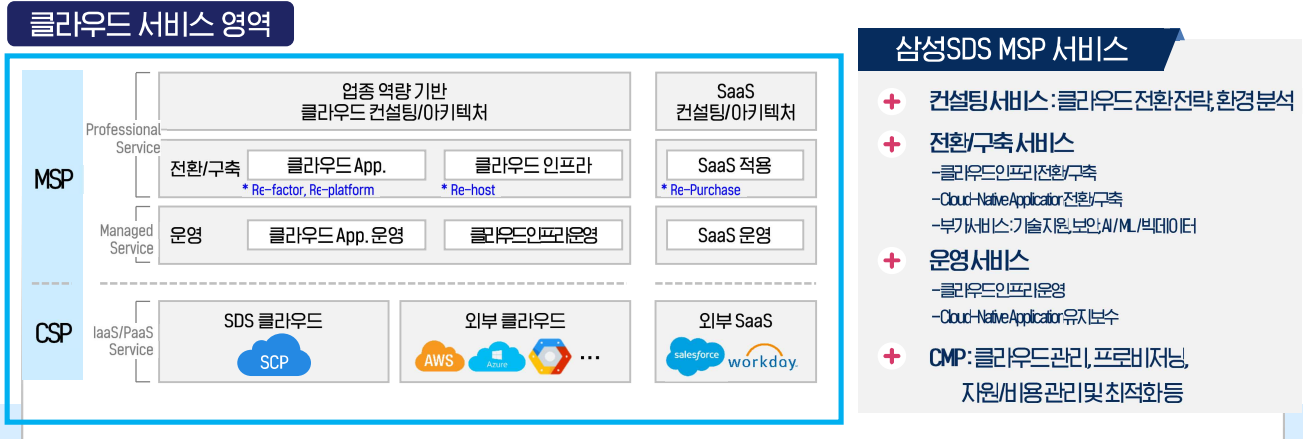 클라우드 서비스 영역
MSP
Professional
Service
업종 역량 기반
클라우드 컨설팅/아키텍처
SaaS
컨설팅/아키텍처
전환/구축
클라우드 App.
클라우드 인프라
SaaS 적용
* Re-factor, Re-platform
* Re-host
* Re-Purchase
Managed
Service
운영
클라우드 App. 운영
클라우드인프라운영
SaaS 운영
CSP
IaaS/PaaS
Service
SDS 클라우드
SCP
외부 클라우드
AWS
Azure
...
외부 SaaS
salesforce
workday.
삼성SDS MSP 서비스
컨설팅 서비스 : 클라우드 전환 전략, 환경 분석
전환/구축 서비스
-클라우드인프라전환/구축
-Cloud-Native Application 전환/구축
-부가서비스 : 기술지원, 보안, AI / ML / 빅데이터
운영 서비스
-클라우드인프라운영
-Cloud-Native Application 유지보수
CMP : 클라우드 관리, 프로비저닝,
자원/비용 관리 및 최적화 등